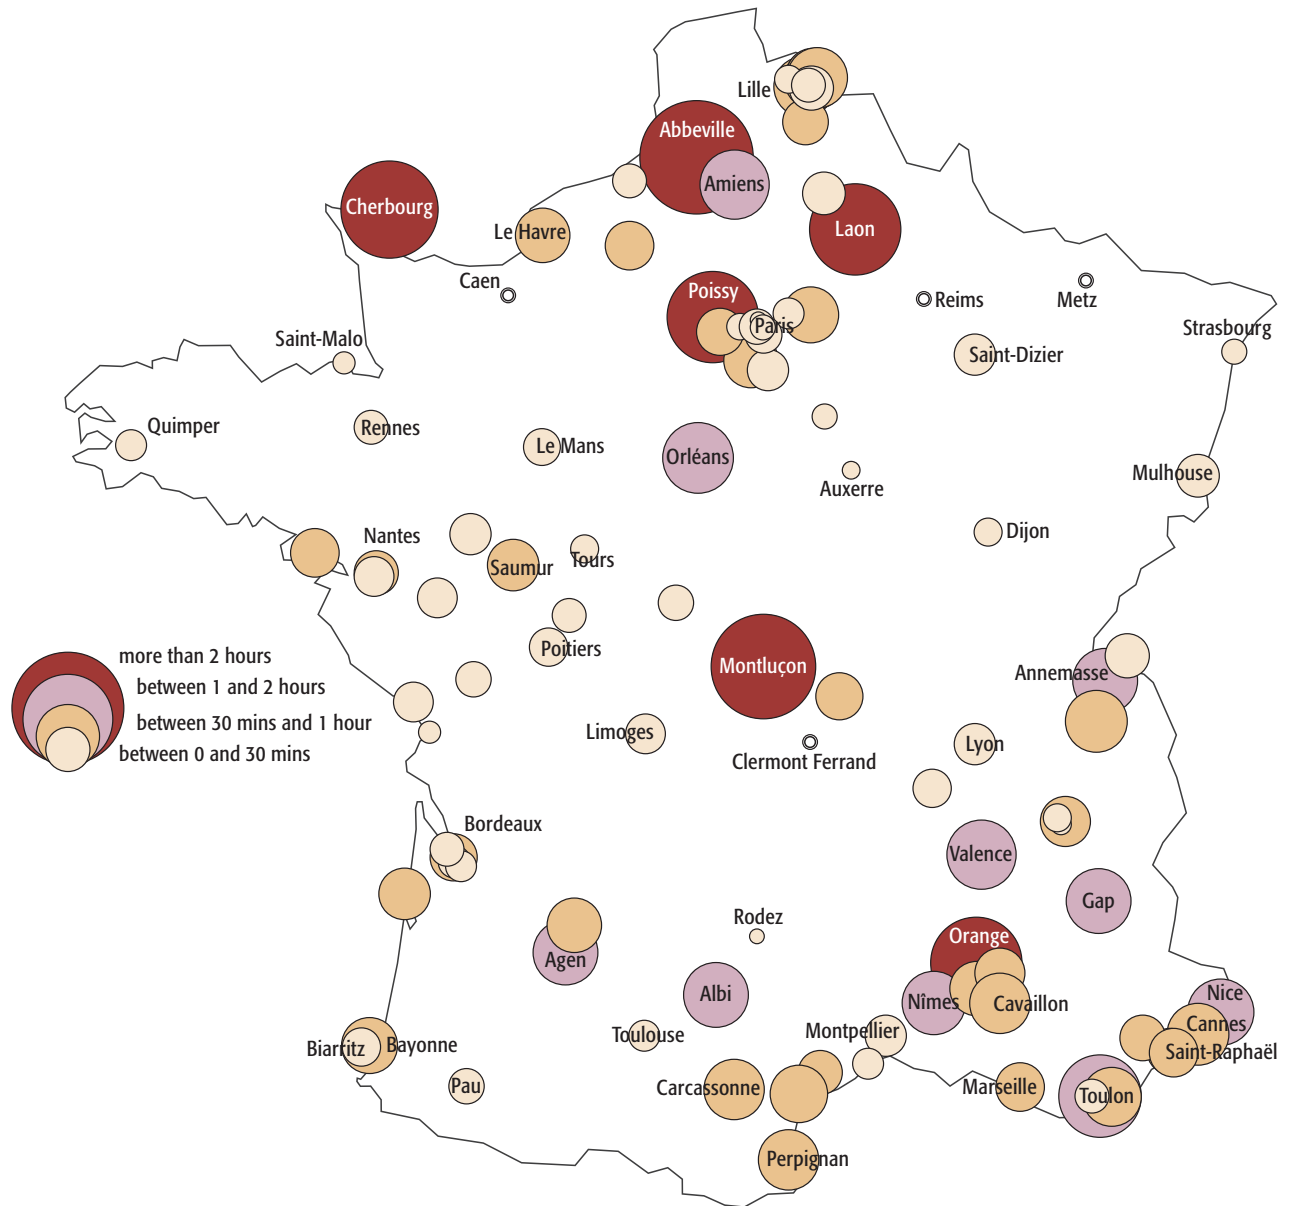 Lille
Abbeville
Amiens
Cherbourg
Le Havre
Laon
Caen
Poissy
Reims
Metz
Paris
Strasbourg
Saint-Malo
Saint-Dizier
Quimper
Rennes
Le Mans
Orléans
Mulhouse
Auxerre
Dijon
Nantes
Tours
Saumur
Poitiers
more than 2 hours
between 1 and 2 hours
between 30 mins and 1 hour
between 0 and 30 mins
Montluçon
Annemasse
Limoges
Lyon
Clermont Ferrand
Bordeaux
Valence
Gap
Rodez
Orange
Agen
Albi
Nîmes
Cavaillon
Nice
Cannes
Toulouse
Montpellier
Biarritz
Bayonne
Saint-Raphaël
Pau
Carcassonne
Marseille
Toulon
Perpignan